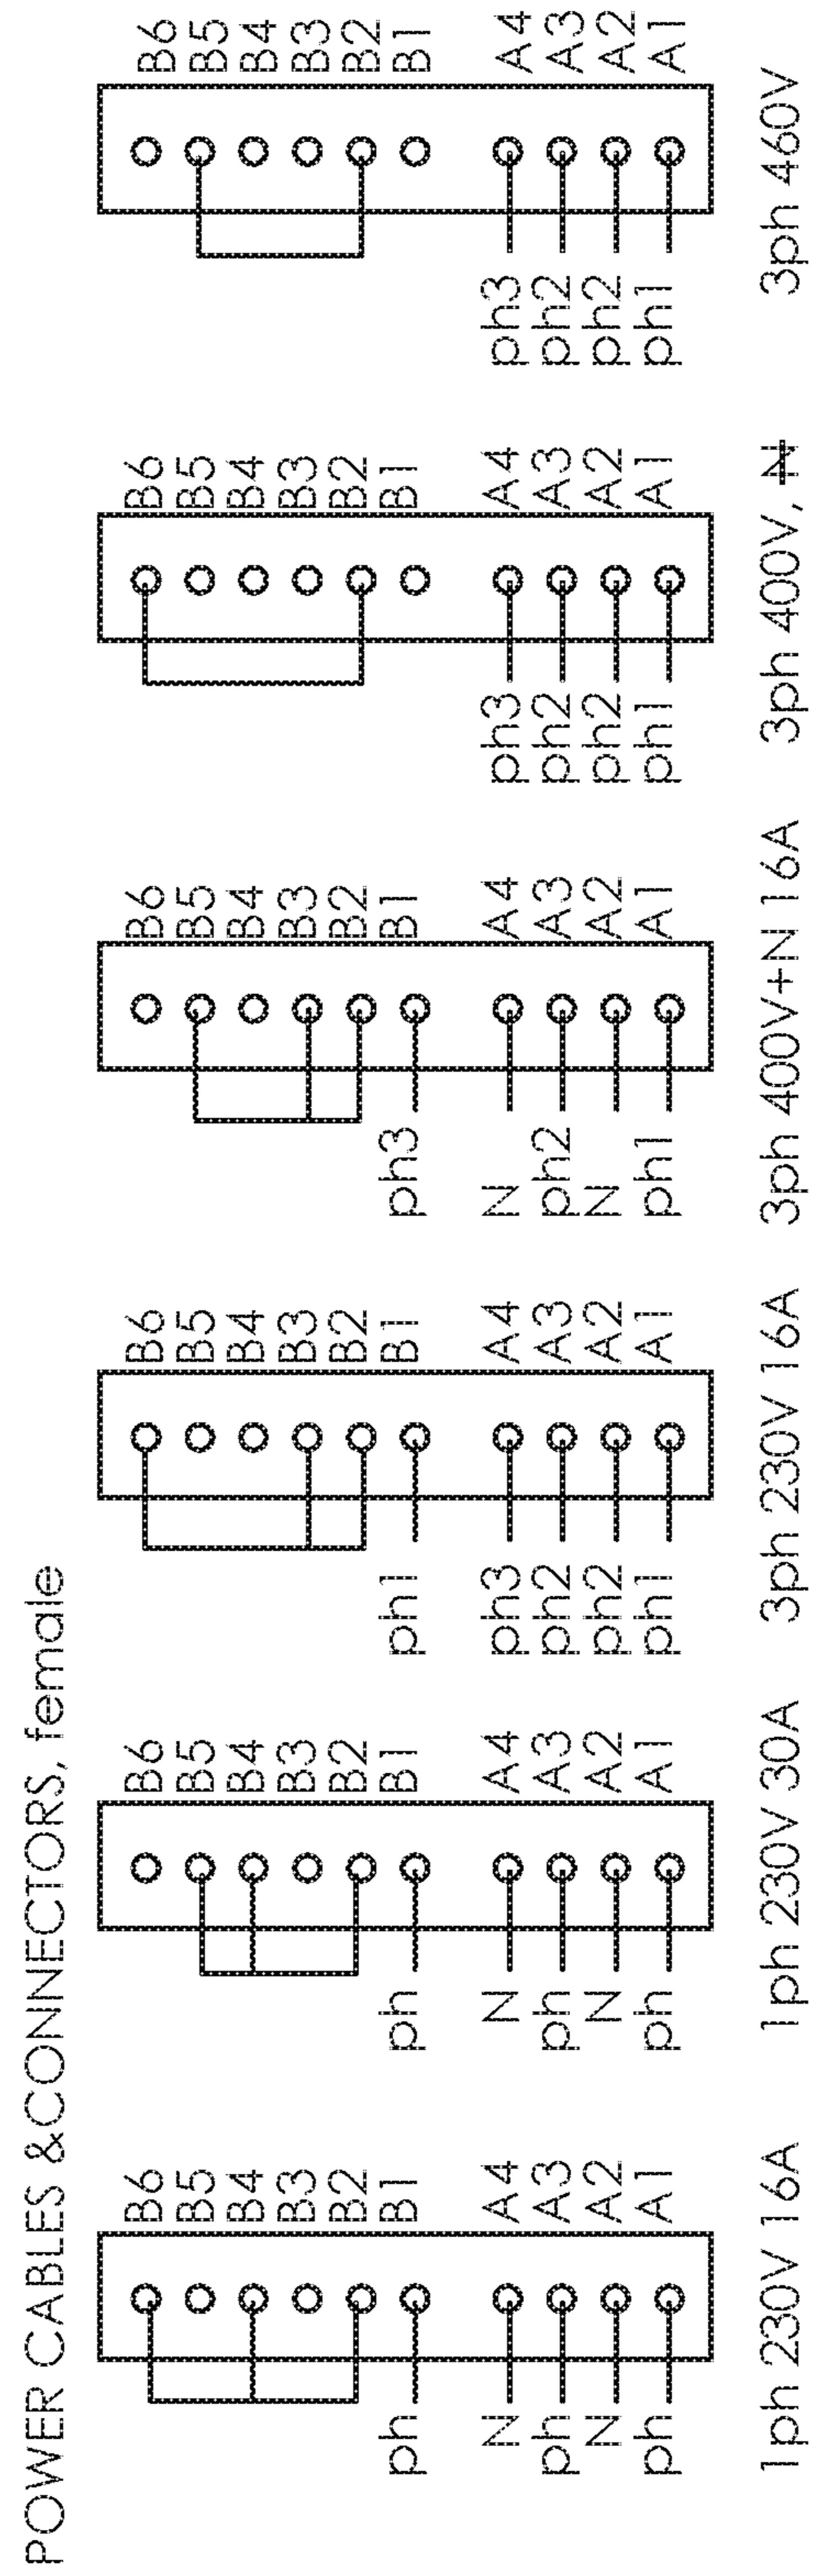 POWER CABLES &CONNECTORS, female
B6
B5
B4
B3
B2
ph B1
N A4
ph A3
N A2
ph A1
1ph 230V 16A
B6
B5
B4
B3
B2
ph B1
N A4
ph A3
N A2
ph A1
1ph 230V 30A
B6
B5
B4
B3
B2
ph1 B1
ph3 A4
ph2 A3
ph2 A2
ph1 A1
3ph 230V 16A
B6
B5
B4
B3
B2
ph3 B1
N A4
ph2 A3
N A2
ph1 A1
3ph 400V+N 16A
B6
B5
B4
B3
B2
B1
ph3 A4
ph2 A3
ph2 A2
ph1 A1
3ph 400V, N
B6
B5
B4
B3
B2
B1
ph3 A4
ph2 A3
ph2 A2
ph1 A1
3ph 460V